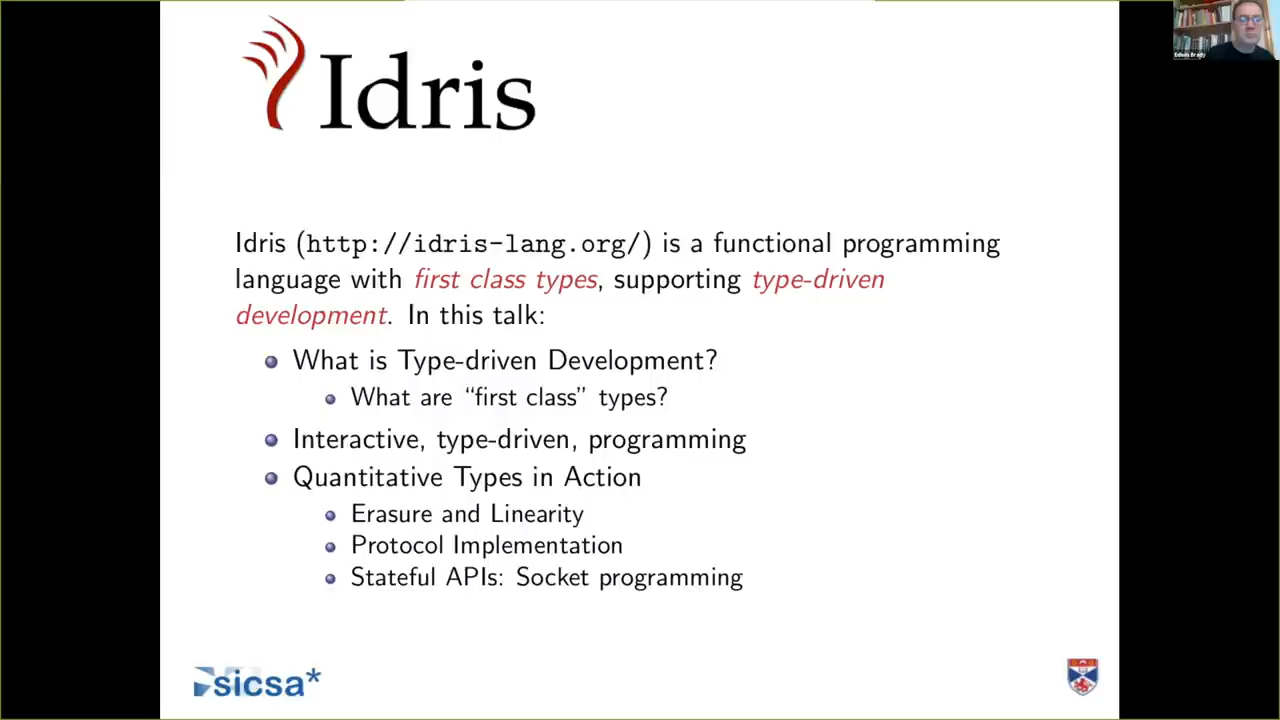 Edwin Brady
Idris
Idris (http://idris-lang.org/) is a functional programming
language with first class types, supporting type-driven
development. In this talk:
What is Type-driven Development?
What are “first class” types?
Interactive, type-driven, programming
Quantitative Types in Action
Erasure and Linearity
Protocol Implementation
Stateful APIs: Socket programming
sicsa*